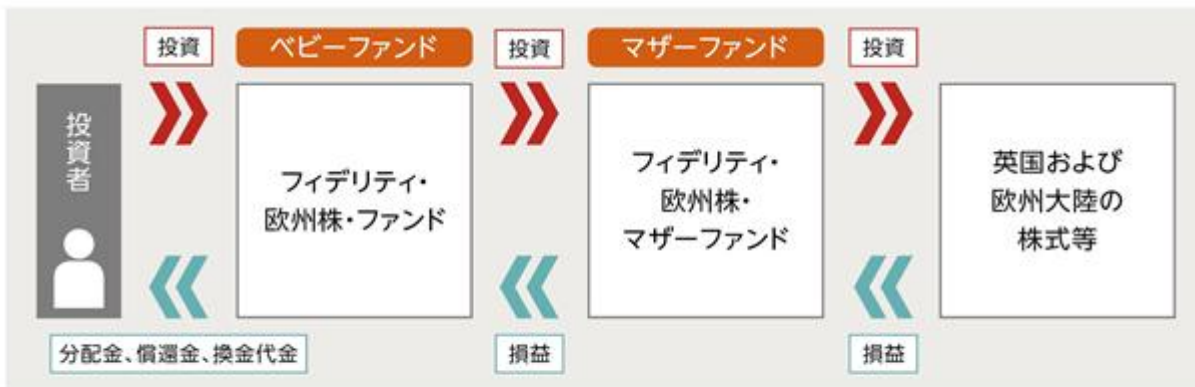 投資
ベビーファンド
投資
マザーファンド
投資
投資者
フィデリティ・
欧州株・ファンド
フィデリティ・
欧州株・
マザーファンド
英国および
欧州大陸の
株式等
分配金、償還金、換金代金
損益
損益